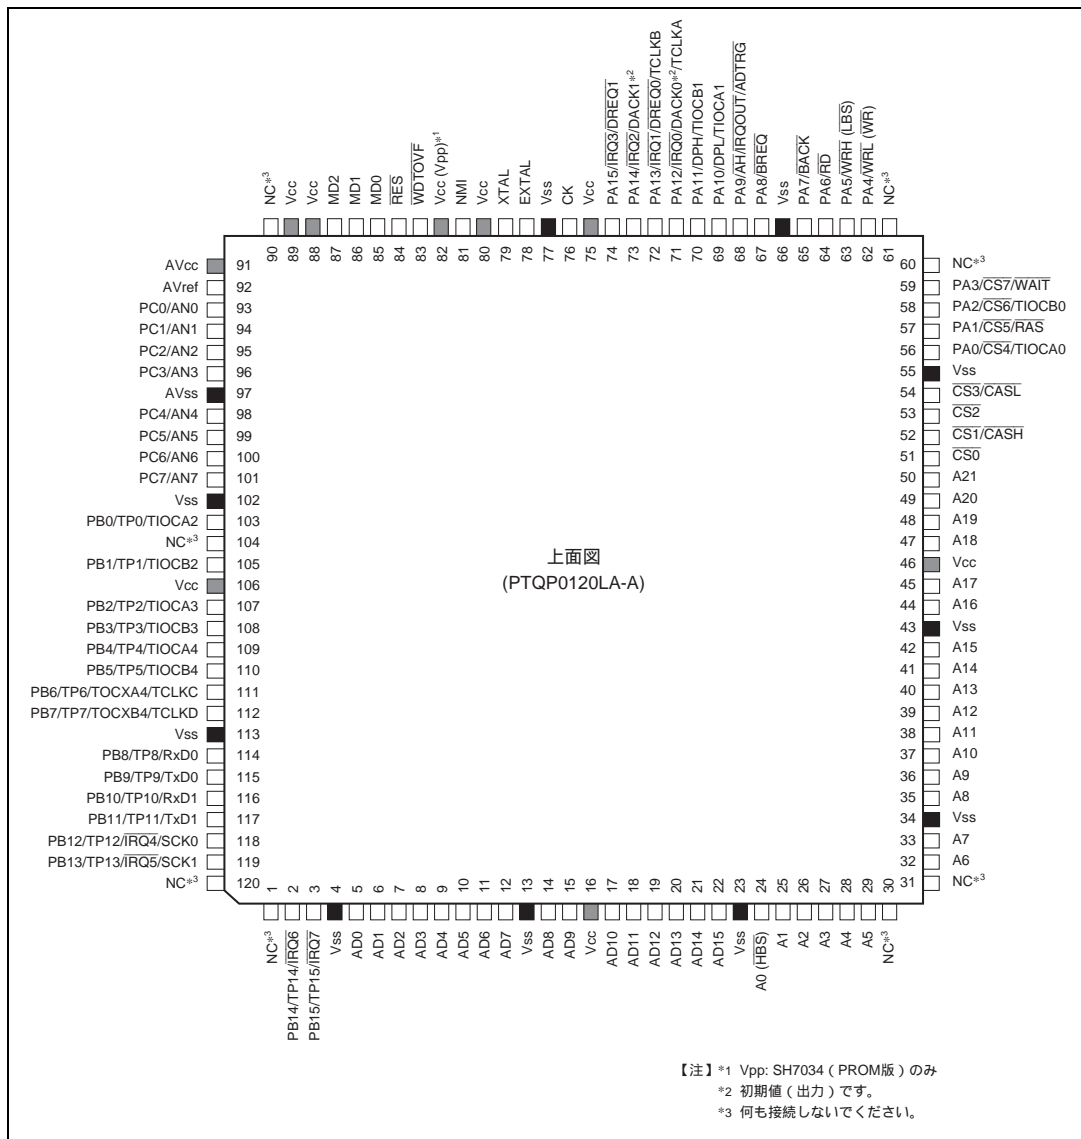 NC*3
Vcc
Vcc
MD2
MD1
MD0
RES
WDTOVF
Vcc (Vpp)*1
NMI
Vcc
XTAL
EXTAL
Vss
CK
Vcc
PA15/IRQ3/DREQ1
PA14/IRQ2/DACK1*2
PA13/IRQ1/DREQ0/TCLKB
PA12/IRQ0/DACK0*2/TCLKA
PA11/DPH/TIOCB1
PA10/DPL/TIOCA1
PA9/AH/IRQOUT/ADTRG
PA8/BREQ
Vss
PA7/BACK
PA6/RD
PA5/WRH (LBS)
PA4/WRL (WR)
NC*3
90 89 88 87 86 85 84 83 82 81 80 79 78 77 76 75 74 73 72 71 70 69 68 67 66 65 64 63 62 61
AVcc 91
AVref 92
PC0/AN0 93
PC1/AN1 94
PC2/AN2 95
PC3/AN3 96
AVss 97
PC4/AN4 98
PC5/AN5 99
PC6/AN6 100
PC7/AN7 101
Vss 102
PB0/TP0/TIOCA2 103
NC*3 104
PB1/TP1/TIOCB2 105
Vcc 106
PB2/TP2/TIOCA3 107
PB3/TP3/TIOCB3 108
PB4/TP4/TIOCA4 109
PB5/TP5/TIOCB4 110
PB6/TP6/TOCXA4/TCLKC 111
PB7/TP7/TOCXB4/TCLKD 112
Vss 113
PB8/TP8/RxD0 114
PB9/TP9/TxD0 115
PB10/TP10/RxD1 116
PB11/TP11/TxD1 117
PB12/TP12/IRQ4/SCK0 118
PB13/TP13/IRQ5/SCK1 119
NC*3 120
上面図
(PTQP0120LA-A)
60 NC*3
59 PA3/CS7/WAIT
58 PA2/CS6/TIOCB0
57 PA1/CS5/RAS
56 PA0/CS4/TIOCA0
55 Vss
54 CS3/CASL
53 CS2
52 CS1/CASH
51 CS0
50 A21
49 A20
48 A19
47 A18
46 Vcc
45 A17
44 A16
43 Vss
42 A15
41 A14
40 A13
39 A12
38 A11
37 A10
36 A9
35 A8
34 Vss
33 A7
32 A6
31 NC*3
1 2 3 4 5 6 7 8 9 10 11 12 13 14 15 16 17 18 19 20 21 22 23 24 25 26 27 28 29 30
NC*3
PB14/TP14/IRQ6
PB15/TP15/IRQ7
Vss
AD0
AD1
AD2
AD3
AD4
AD5
AD6
AD7
Vss
AD8
AD9
Vcc
AD10
AD11
AD12
AD13
AD14
AD15
Vss
A0 (HBS)
A1
A2
A3
A4
A5
NC*3
【注】*1 Vpp: SH7034（PROM版）のみ
*2 初期値（出力）です。
*3 何も接続しないでください。